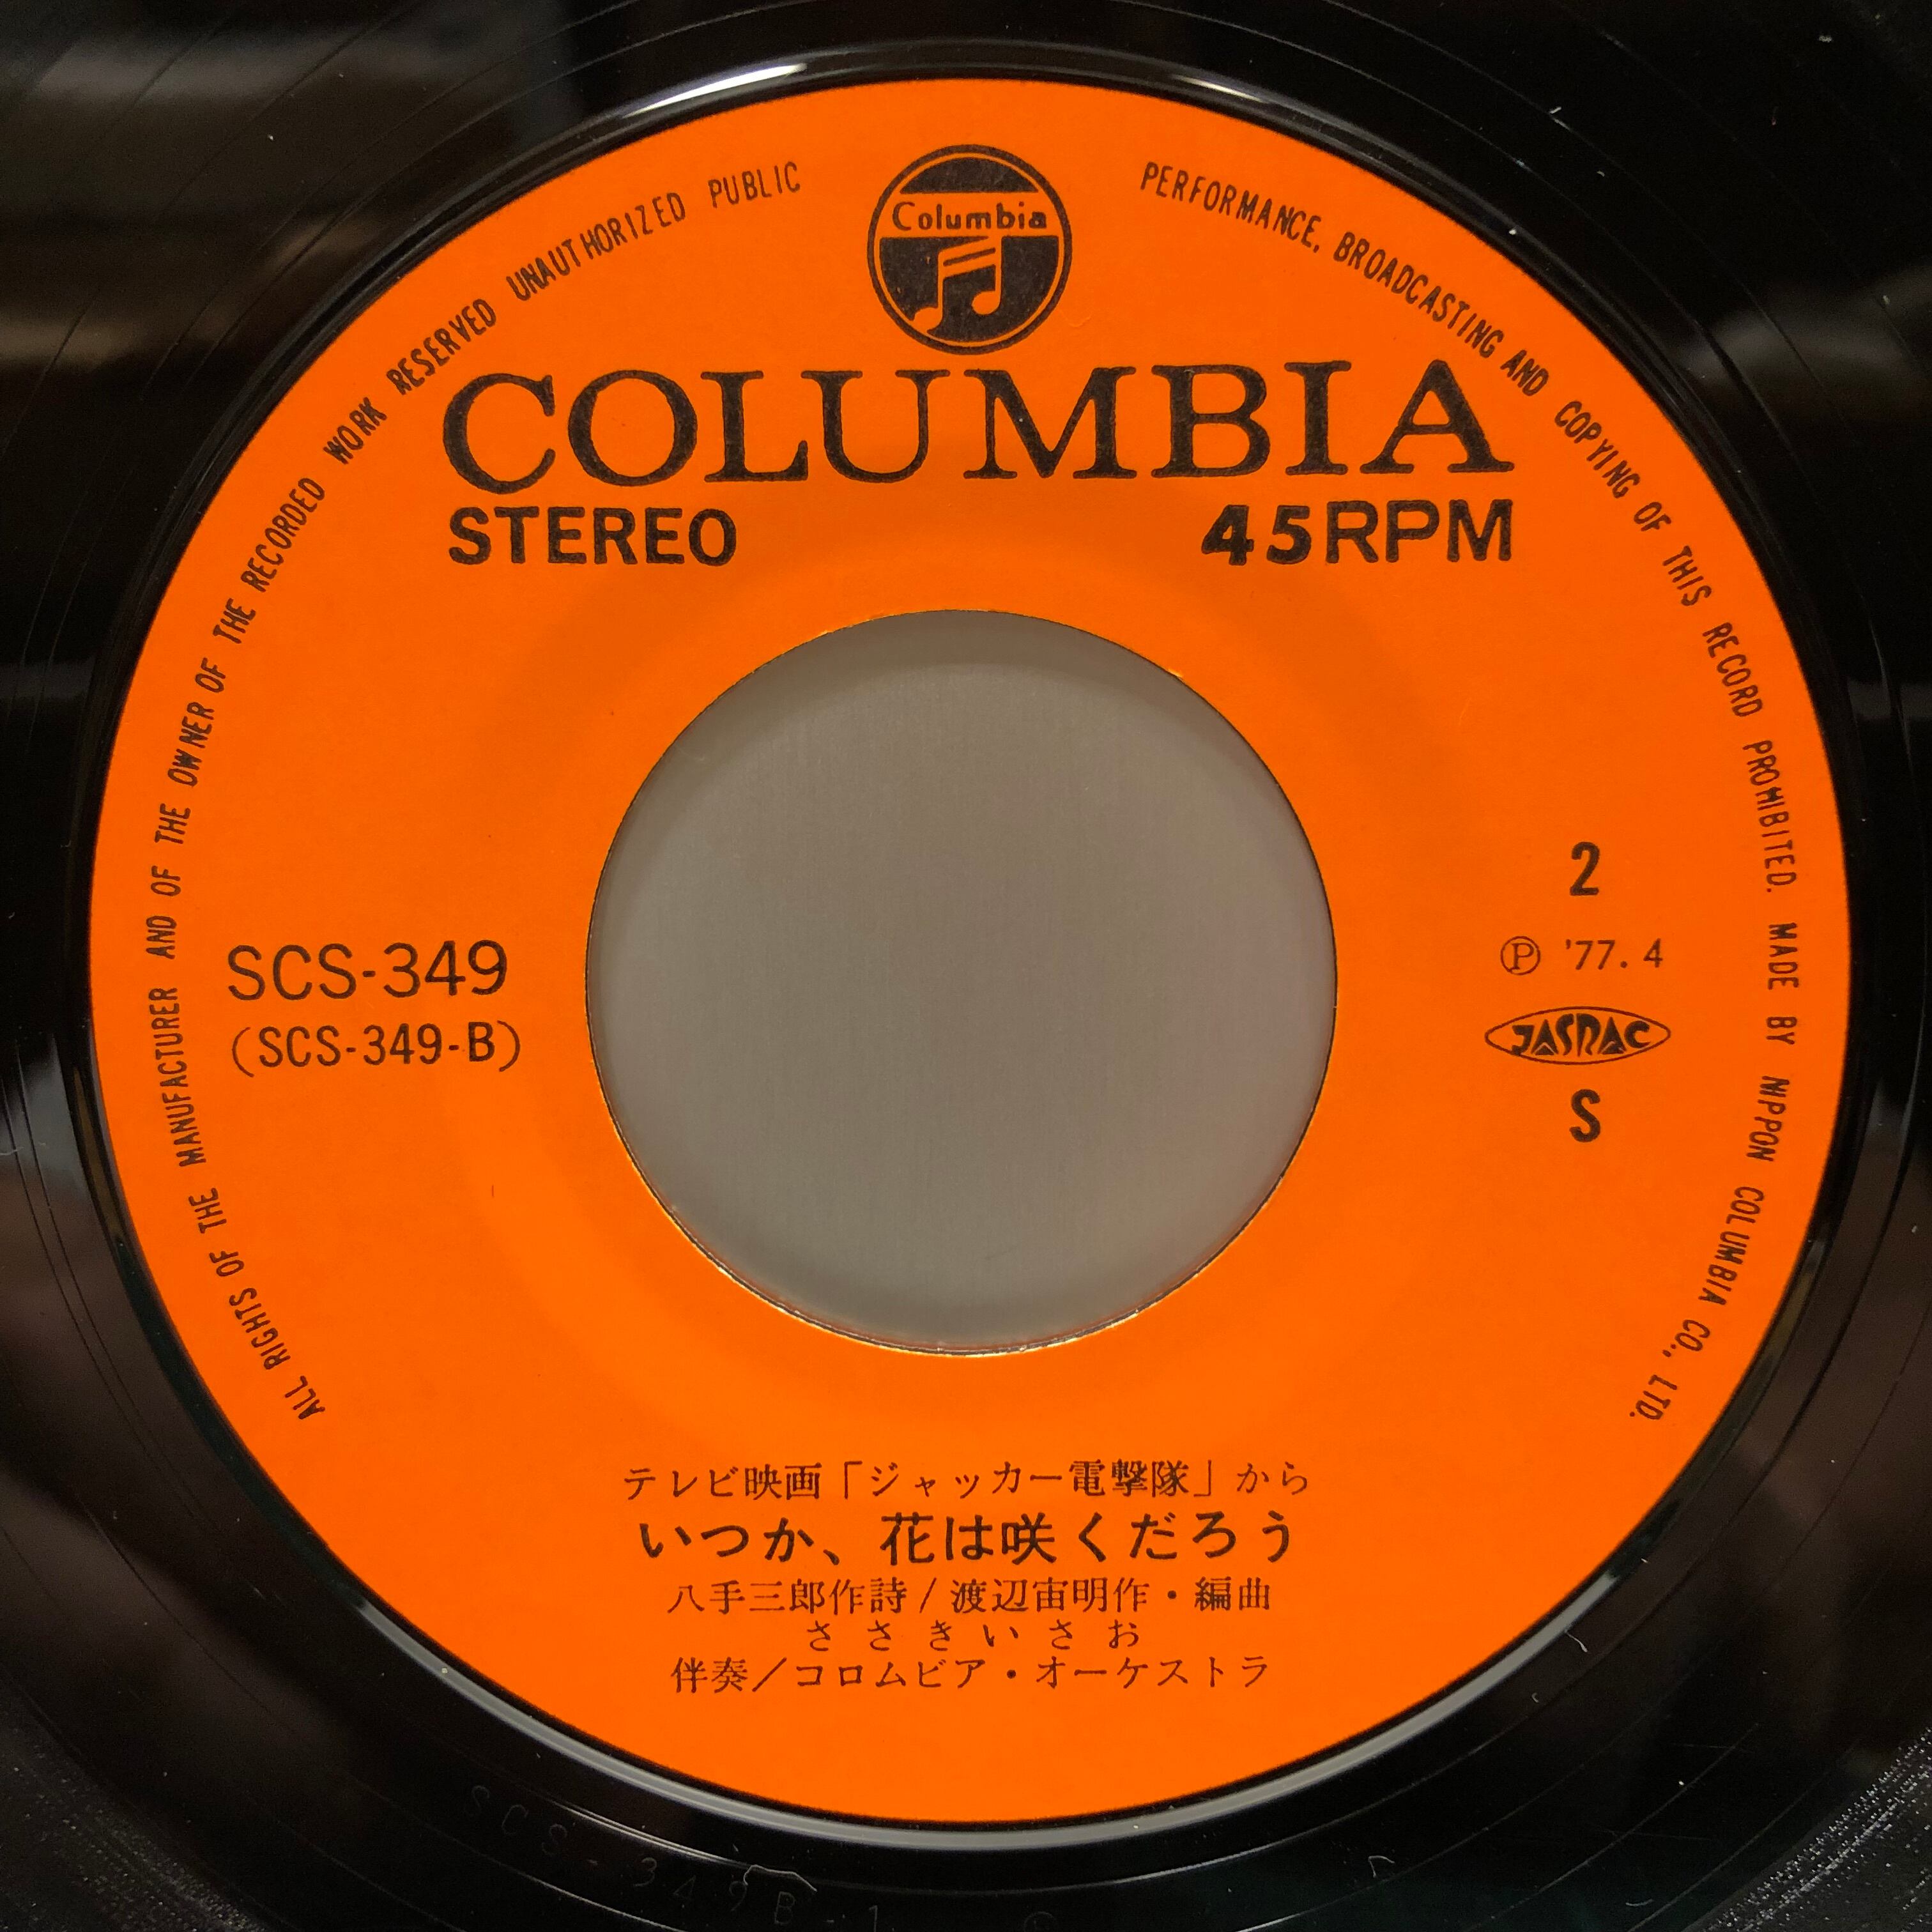 ALL RIGHTS OF THE MANUFACTURER AND OF THE OWNER OF THE RECORDED WORK RESERVED UNAUTHORIZED PUBLIC PERFORMANCE, BROADCASTING AND COPYING OF THIS RECORD PROHIBITED. MADE BY NIPPON COLUMBIA CO., LTD.
Columbia
COLUMBIA
STEREO 45RPM
2
SCS-349 Ⓟ '77.4
(SCS-349-B) JASRAC
S
テレビ映画「ジャッカー電撃隊」から
いつか、花は咲くだろう
八手三郎作詩/渡辺宙明作・編曲
ささきいさお
伴奏/コロムビア・オーケストラ
SCS-349B-1